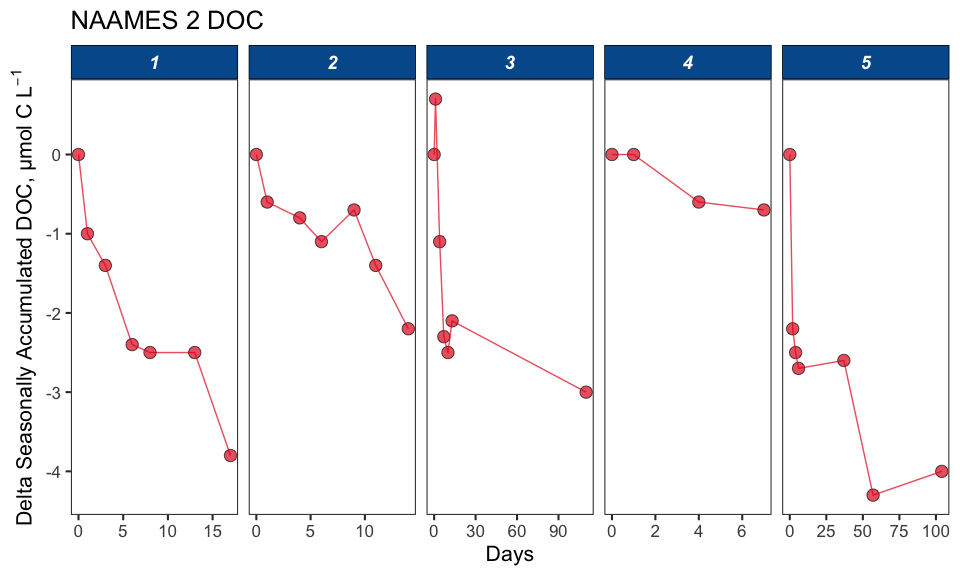 NAAMES 2 DOC
1 2 3 4 5
Delta Seasonally Accumulated DOC, µmol C L⁻¹
0
-1
-2
-3
-4
0 5 10 15 0 5 10 0 30 60 90 0 2 4 6 0 25 50 75 100
Days